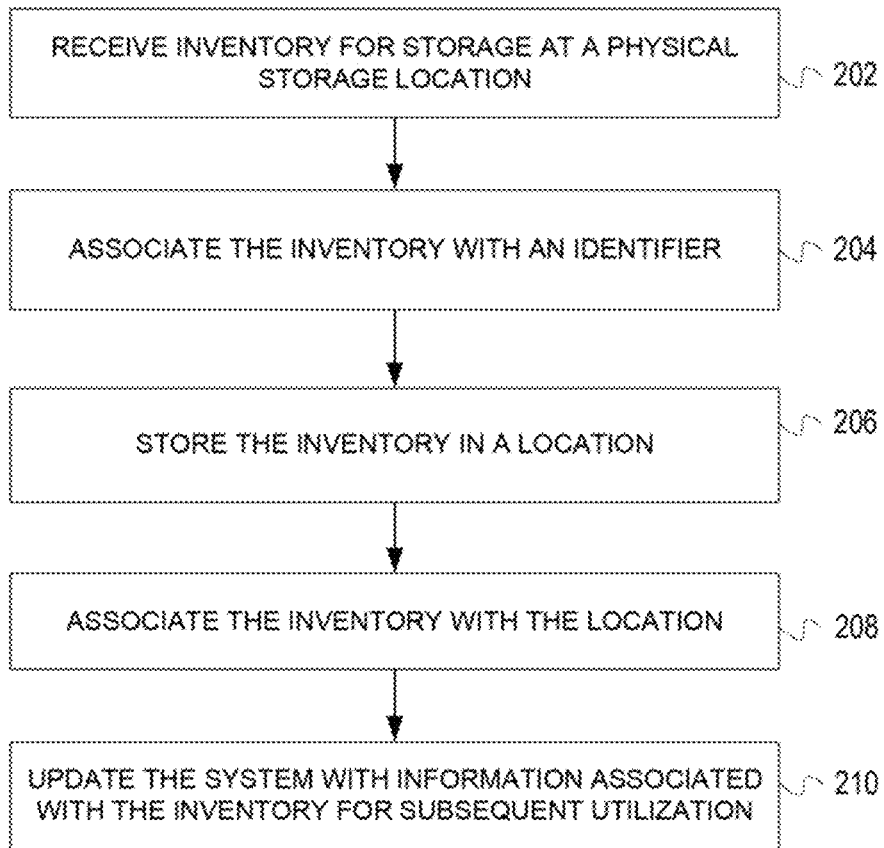 RECEIVE INVENTORY FOR STORAGE AT A PHYSICAL
STORAGE LOCATION
202
ASSOCIATE THE INVENTORY WITH AN IDENTIFIER
204
STORE THE INVENTORY IN A LOCATION
206
ASSOCIATE THE INVENTORY WITH THE LOCATION
208
UPDATE THE SYSTEM WITH INFORMATION ASSOCIATED
WITH THE INVENTORY FOR SUBSEQUENT UTILIZATION
210